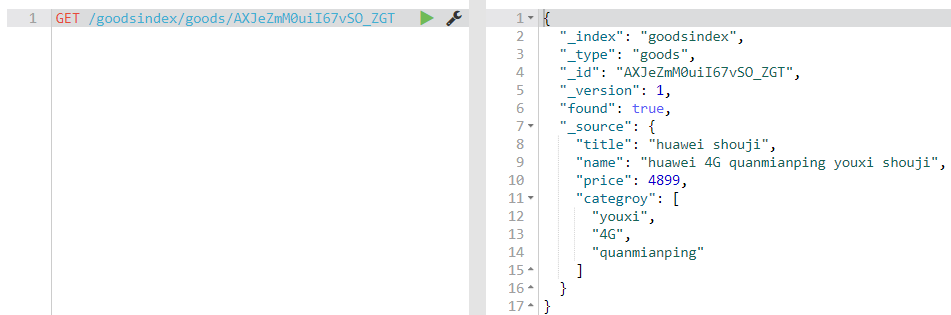 1 GET /goodsindex/goods/AXJeZmM0uiI67vSO_ZGT
1 {
2 "_index": "goodsindex",
3 "_type": "goods",
4 "_id": "AXJeZmM0uiI67vSO_ZGT",
5 "_version": 1,
6 "found": true,
7 "_source": {
8 "title": "huawei shouji",
9 "name": "huawei 4G quanmianping youxi shouji",
10 "price": 4899,
11 "categroy": [
12 "youxi",
13 "4G",
14 "quanmianping"
15 ]
16 }
17 }